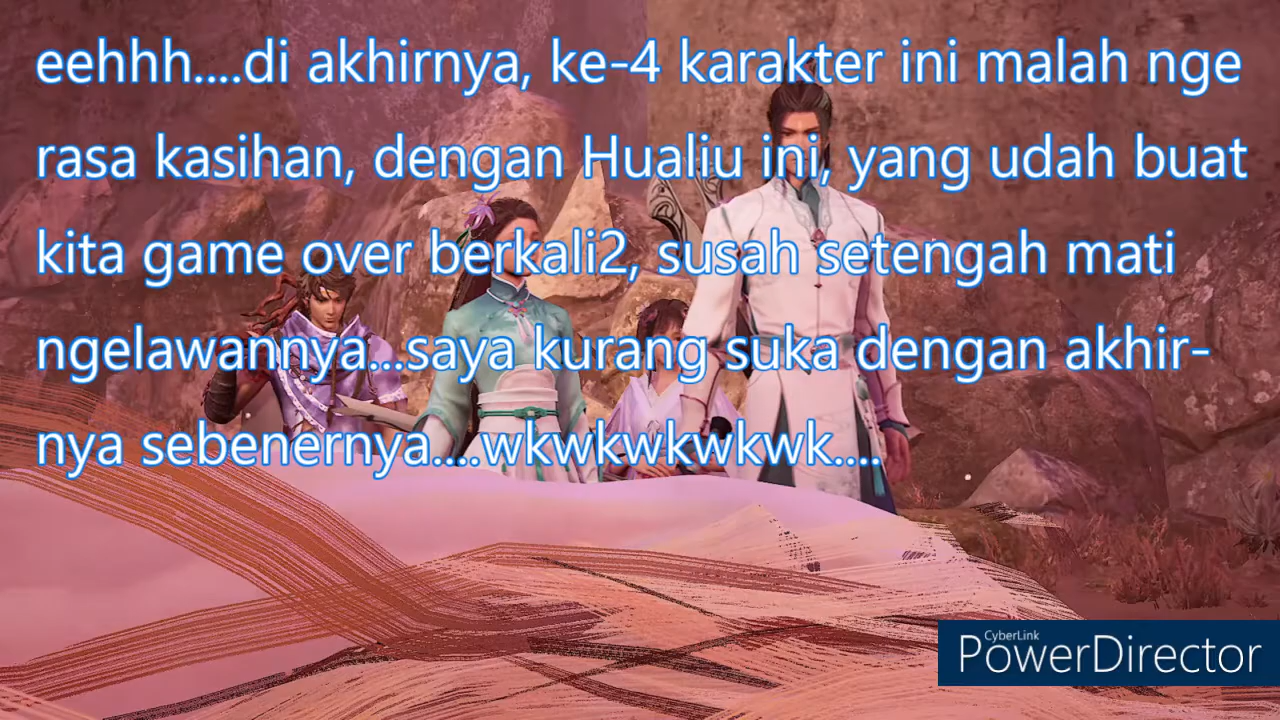 eehhh....di akhirnya, ke-4 karakter ini malah nge
rasa kasihan, dengan Hualiu ini, yang udah buat
kita game over berkali2, susah setengah mati
ngelawannya...saya kurang suka dengan akhir-
nya sebenernya....wkwkwkwkwk....
CyberLink
PowerDirector